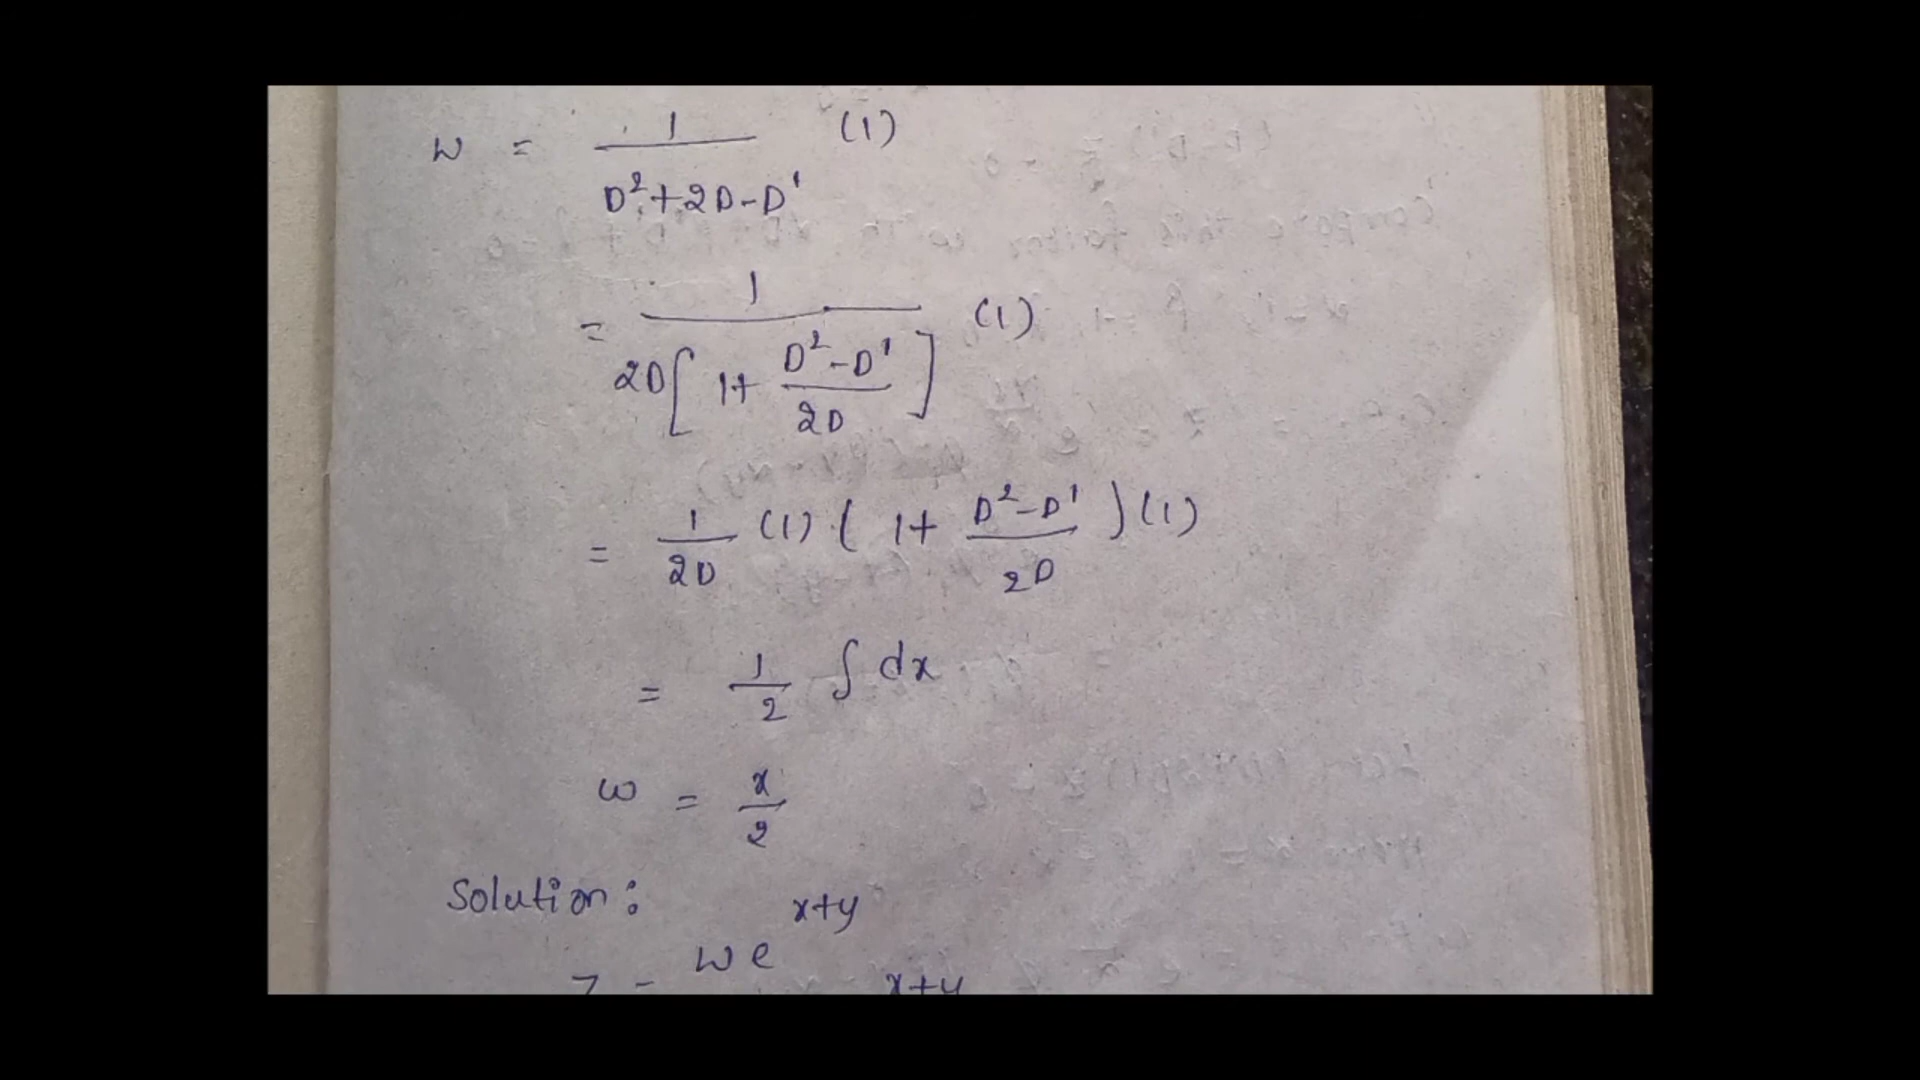 w = 1/(D²+2D-D') (1)
= 1/(2D[1+ (D²-D')/(2D)]) (1)
= 1/(2D) (1) (1+ (D²-D')/(2D)) (1)
= 1/2 ∫ dx
w = x/2
Solution:
we^(x+y)